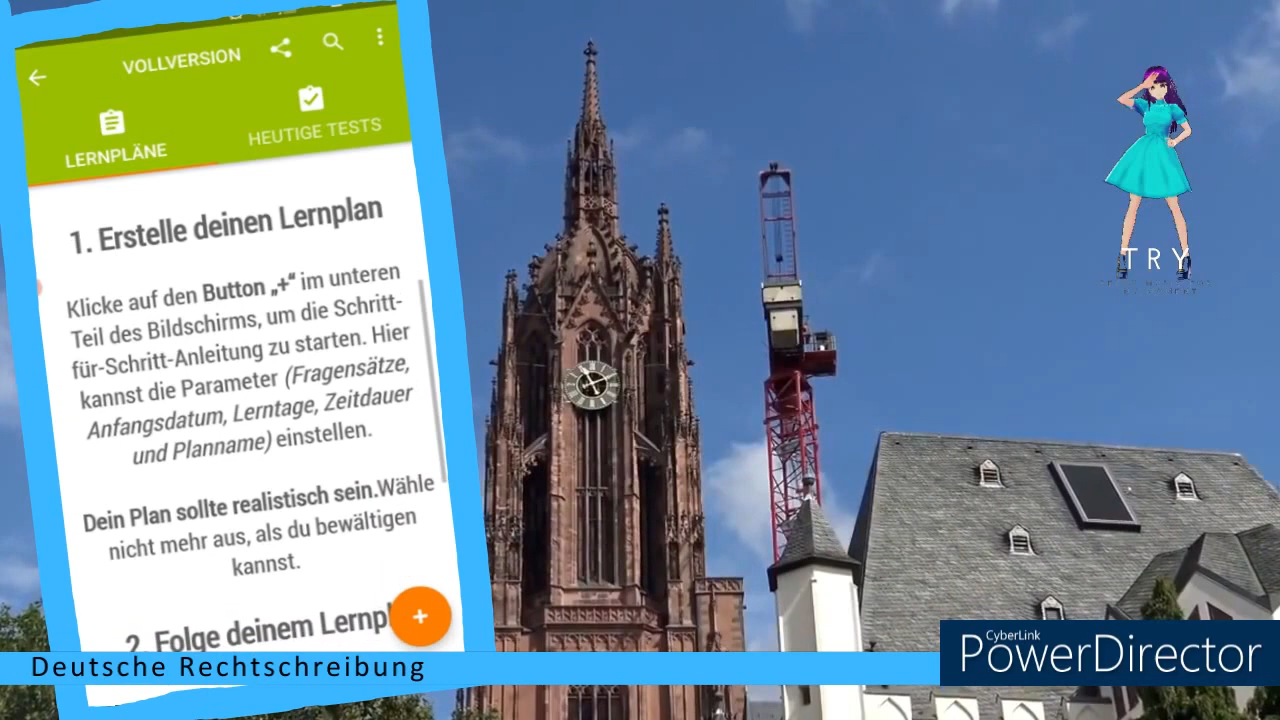 VOLLVERSION
LERNPLÄNE
HEUTIGE TESTS
1. Erstelle deinen Lernplan
Klicke auf den Button „+“ im unteren
Teil des Bildschirms, um die Schritt-
für-Schritt-Anleitung zu starten. Hier
kannst die Parameter (Fragensätze,
Anfangsdatum, Lerntage, Zeitdauer
und Planname) einstellen.
Dein Plan sollte realistisch sein.Wähle
nicht mehr aus, als du bewältigen
kannst.
2. Folge deinem Lernpl
+
TRY
Deutsche Rechtschreibung
CyberLink
PowerDirector